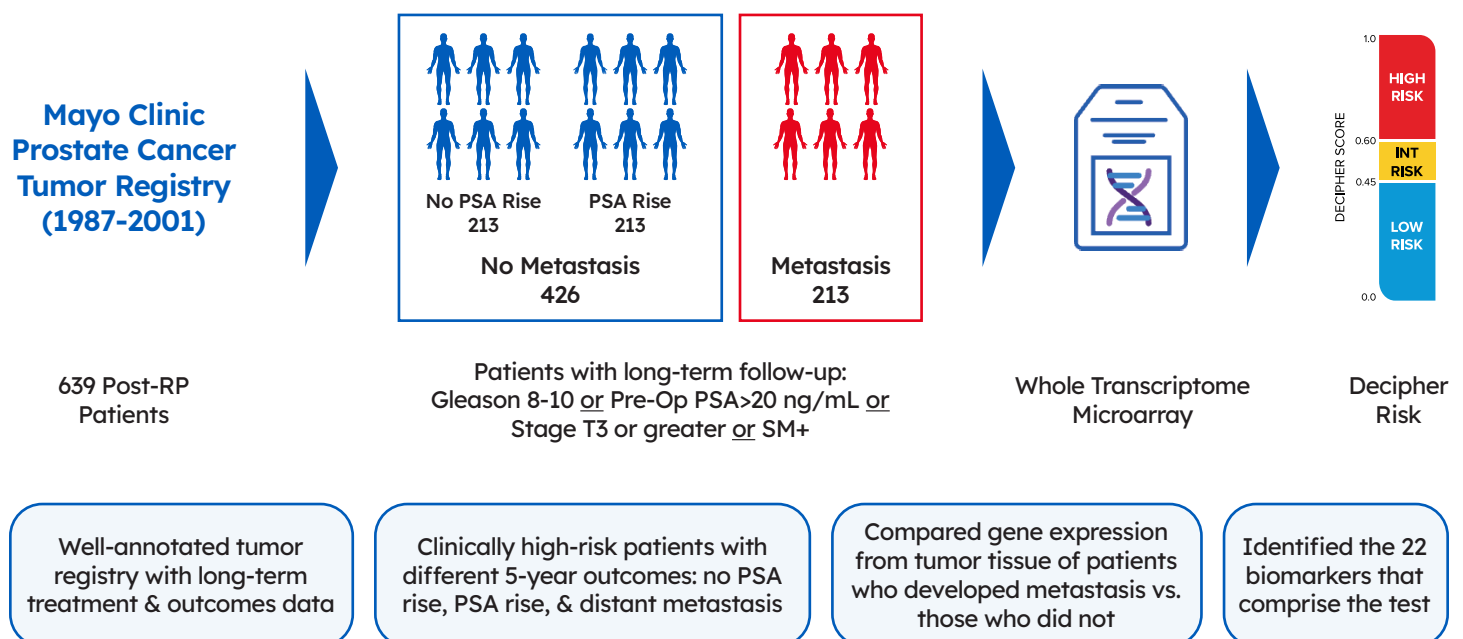 Mayo Clinic
Prostate Cancer
Tumor Registry
(1987-2001)
No PSA Rise
213
PSA Rise
213
No Metastasis
426
Metastasis
213
DECIPHER SCORE
1.0
0.60
0.45
0.0
HIGH
RISK
INT
RISK
LOW
RISK
639 Post-RP
Patients
Patients with long-term follow-up:
Gleason 8-10 or Pre-Op PSA>20 ng/mL or
Stage T3 or greater or SM+
Whole Transcriptome
Microarray
Decipher
Risk
Well-annotated tumor
registry with long-term
treatment & outcomes data
Clinically high-risk patients with
different 5-year outcomes: no PSA
rise, PSA rise, & distant metastasis
Compared gene expression
from tumor tissue of patients
who developed metastasis vs.
those who did not
Identified the 22
biomarkers that
comprise the test